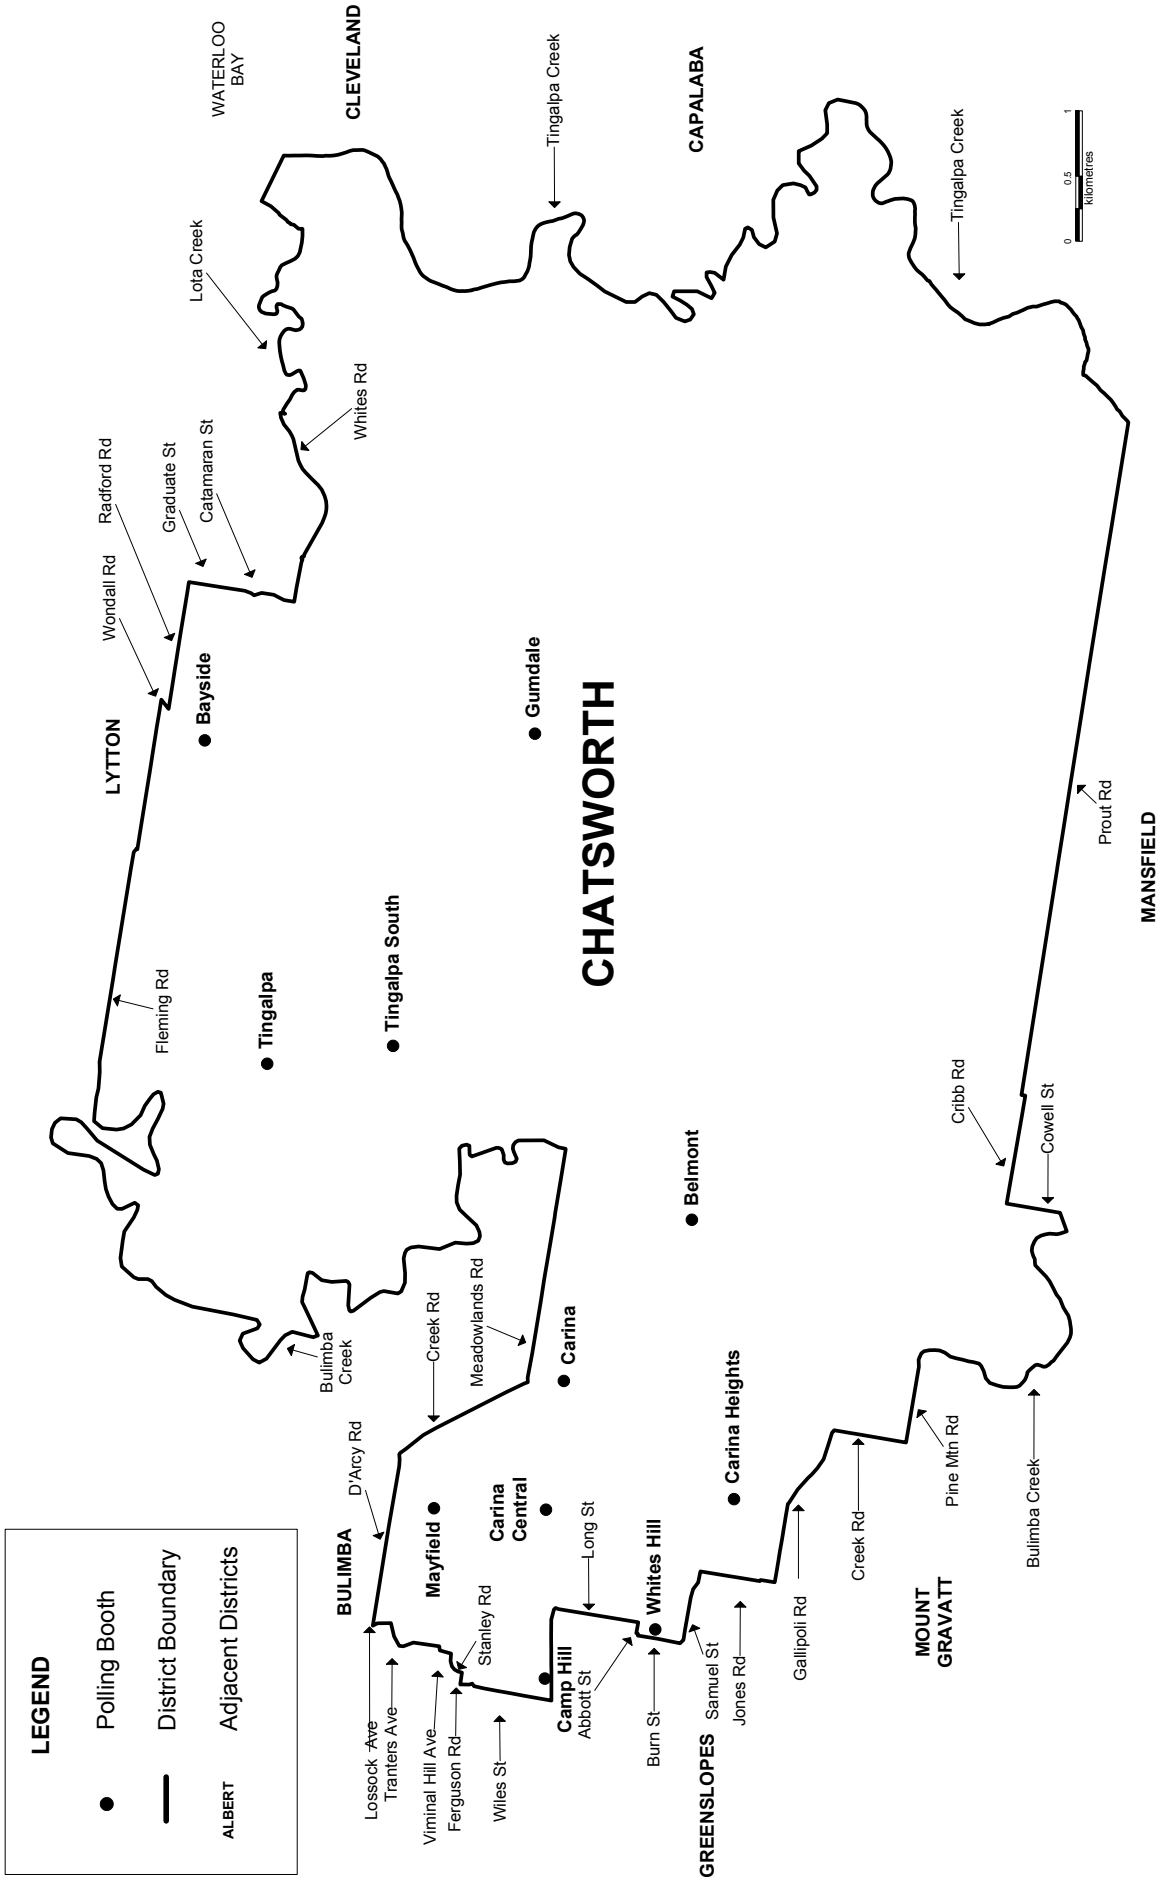 LEGEND
Polling Booth
District Boundary
ALBERT
Adjacent Districts
WATERLOO
BAY
CLEVELAND
Tingalpa Creek
CAPALABA
Tingalpa Creek
0
0.5
1
kilometres
Lota Creek
Whites Rd
Radford Rd
Graduate St
Catamaran St
Wondall Rd
LYTTON
Bayside
Gumdale
CHATSWORTH
Prout Rd
MANSFIELD
Fleming Rd
Tingalpa
Tingalpa South
Cribb Rd
Cowell St
Belmont
Meadowlands Rd
Creek Rd
Bulimba
Creek
Carina
D'Arcy Rd
BULIMBA
Mayfield
Carina
Central
Carina Heights
Long St
Whites Hill
Stanley Rd
Camp Hill
Abbott St
Lossock Ave
Tranters Ave
Viminal Hill Ave
Ferguson Rd
Wiles St
Burn St
GREENSLOPES
Samuel St
Jones Rd
Gallipoli Rd
Creek Rd
MOUNT
GRAVATT
Pine Mtn Rd
Bulimba Creek